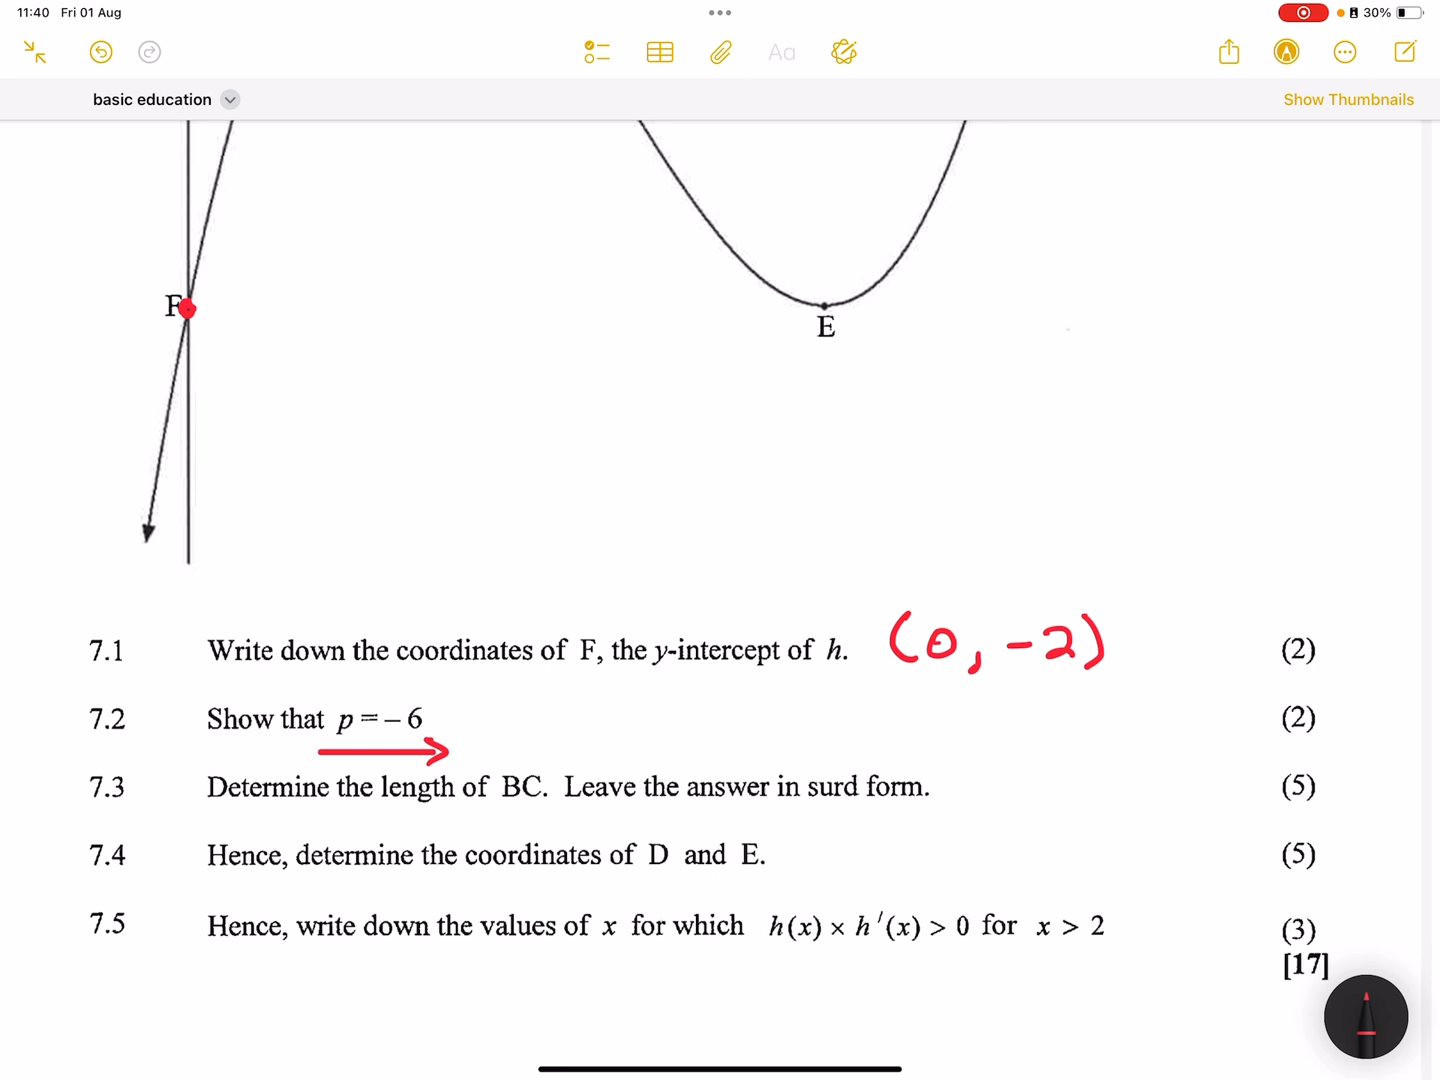 11:40 Fri 01 Aug
30%
Aa
basic education
Show Thumbnails
F
E
7.1 Write down the coordinates of F, the y-intercept of h. (0, -2) (2)
7.2 Show that p = – 6 (2)
7.3 Determine the length of BC. Leave the answer in surd form. (5)
7.4 Hence, determine the coordinates of D and E. (5)
7.5 Hence, write down the values of x for which h(x) × h′(x) > 0 for x > 2 (3)
[17]